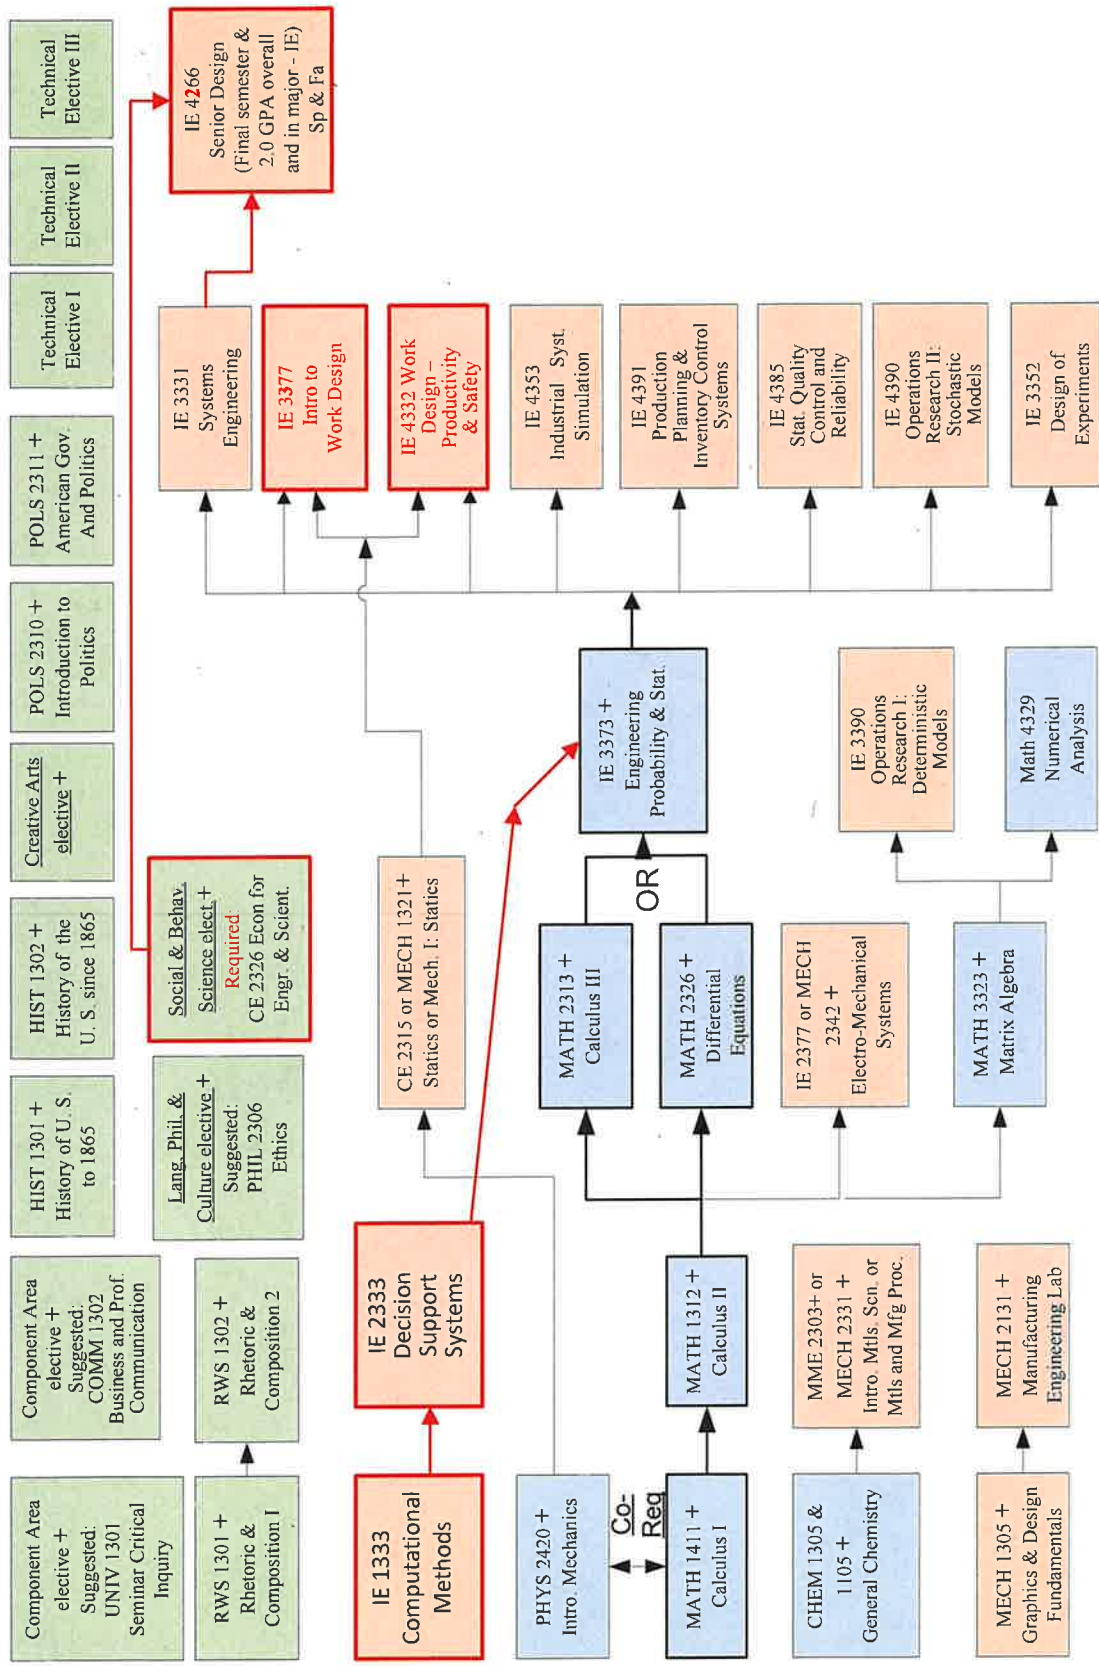 Component Area
elective +
Suggested:
UNIV 1301
Seminar Critical
Inquiry
Component Area
elective +
Suggested:
COMM 1302
Business and Prof.
Communication
HIST 1301 +
History of U. S.
to 1865
HIST 1302 +
History of the
U. S. since 1865
Creative Arts
elective +
POLS 2310 +
Introduction to
Politics
POLS 2311 +
American Gov.
And Politics
Technical
Elective I
Technical
Elective II
Technical
Elective III
RWS 1301 +
Rhetoric &
Composition I
RWS 1302 +
Rhetoric &
Composition 2
Lang, Phil, &
Culture elective +
Suggested:
PHIL 2306
Ethics
Social & Behav.
Science elect.+
Required:
CE 2326 Econ for
Engr. & Scient.
IE 4266
Senior Design
(Final semester &
2.0 GPA overall
and in major - IE)
Sp & Fa
IE 1333
Computational
Methods
IE 2333
Decision
Support
Systems
CE 2315 or MECH 1321+
Statics or Mech. I: Statics
IE 3331
Systems
Engineering
IE 3377
Intro to
Work Design
IE 4332 Work
Design –
Productivity
& Safety
PHYS 2420 +
Intro. Mechanics
Co-
Req
MATH 1411 +
Calculus I
MATH 1312 +
Calculus II
MATH 2313 +
Calculus III
OR
MATH 2326 +
Differential
Equations
IE 3373 +
Engineering
Probability & Stat.
IE 4353
Industrial Syst.
Simulation
IE 4391
Production
Planning &
Inventory Control
Systems
IE 4385
Stat. Quality
Control and
Reliability
IE 4390
Operations
Research II:
Stochastic
Models
IE 3352
Design of
Experiments
CHEM 1305 &
1105 +
General Chemistry
MME 2303+ or
MECH 2331 +
Intro. Mtls. Scn. or
Mtls and Mfg Proc.
IE 2377 or MECH
2342 +
Electro-Mechanical
Systems
IE 3390
Operations
Research I:
Deterministic
Models
MECH 1305 +
Graphics & Design
Fundamentals
MECH 2131 +
Manufacturing
Engineering Lab
MATH 3323 +
Matrix Algebra
Math 4329
Numerical
Analysis